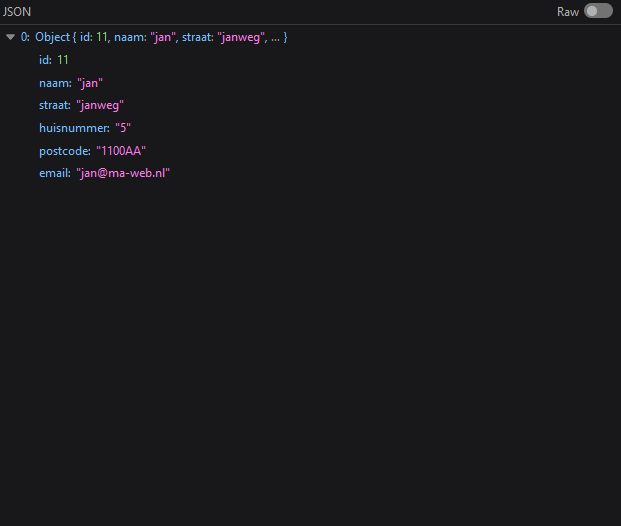 JSON Raw
0: Object { id: 11, naam: "jan", straat: "janweg", ... }
id: 11
naam: "jan"
straat: "janweg"
huisnummer: "5"
postcode: "1100AA"
email: "jan@ma-web.nl"